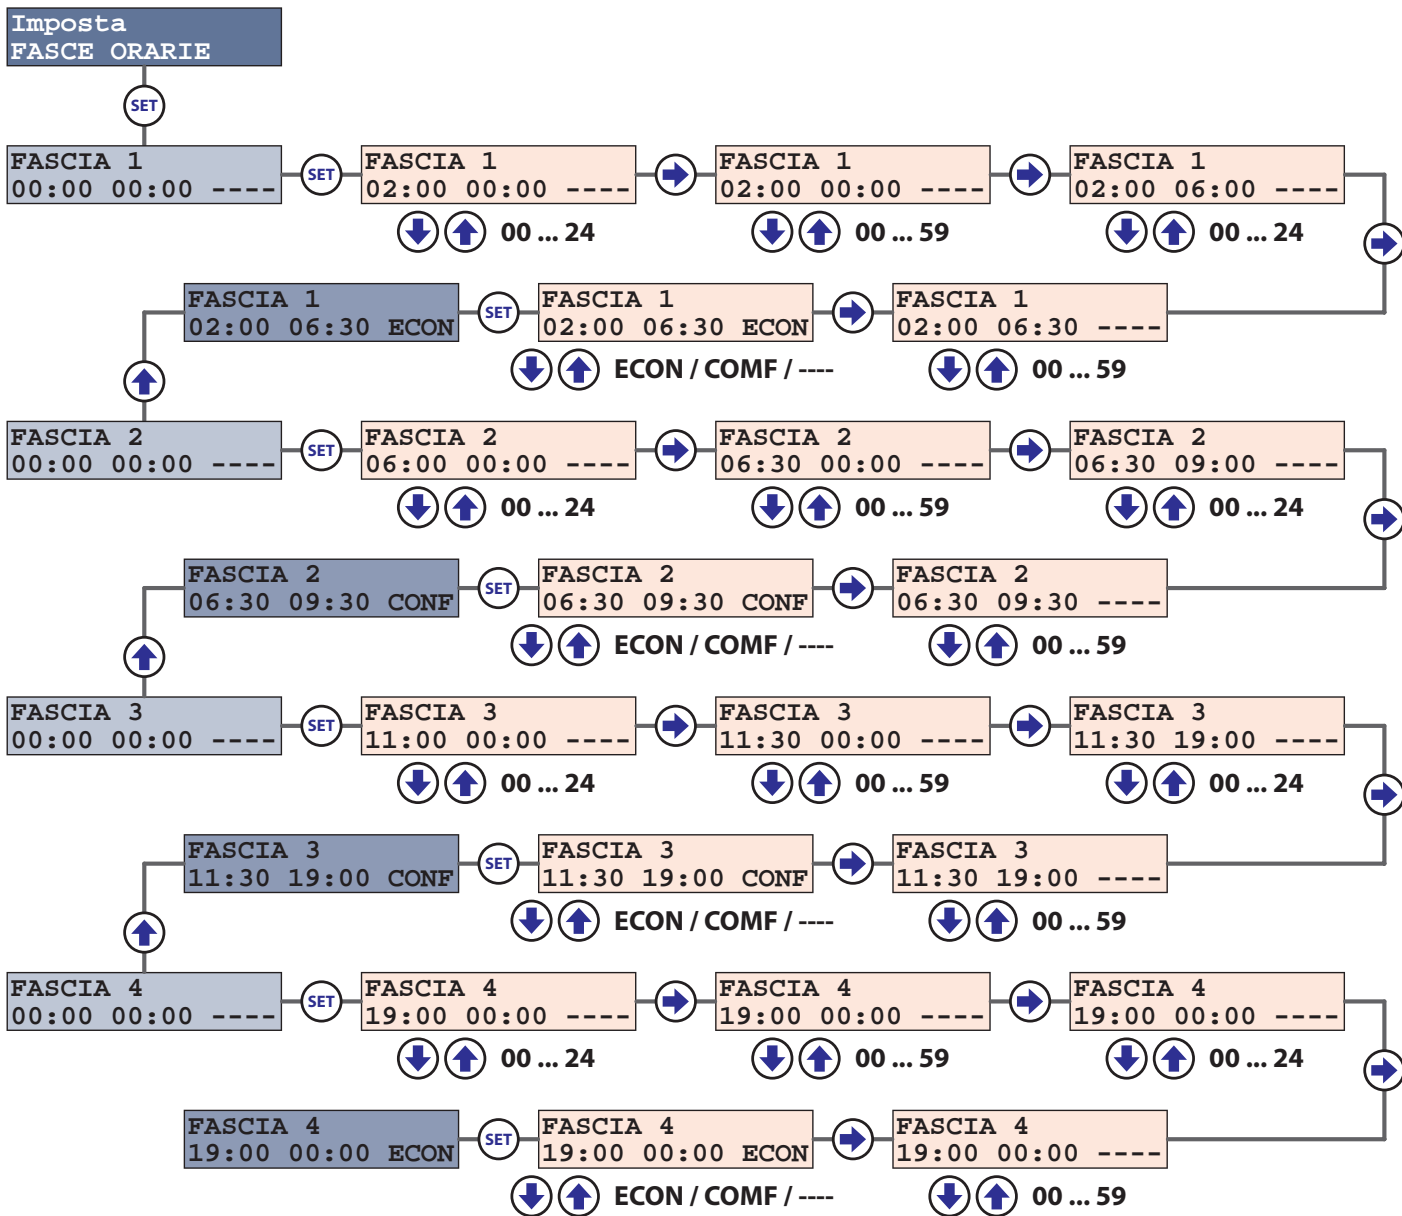 Imposta
FASCE ORARIE
SET
FASCIA 1
00:00 00:00 ----
SET
FASCIA 1
02:00 00:00 ----
FASCIA 1
02:00 00:00 ----
FASCIA 1
02:00 06:00 ----
00 ... 24
00 ... 59
00 ... 24
FASCIA 1
02:00 06:30 ECON
SET
FASCIA 1
02:00 06:30 ECON
FASCIA 1
02:00 06:30 ----
ECON / COMF / ----
00 ... 59
FASCIA 2
00:00 00:00 ----
SET
FASCIA 2
06:00 00:00 ----
FASCIA 2
06:30 00:00 ----
FASCIA 2
06:30 09:00 ----
00 ... 24
00 ... 59
00 ... 24
FASCIA 2
06:30 09:30 CONF
SET
FASCIA 2
06:30 09:30 CONF
FASCIA 2
06:30 09:30 ----
ECON / COMF / ----
00 ... 59
FASCIA 3
00:00 00:00 ----
SET
FASCIA 3
11:00 00:00 ----
FASCIA 3
11:30 00:00 ----
FASCIA 3
11:30 19:00 ----
00 ... 24
00 ... 59
00 ... 24
FASCIA 3
11:30 19:00 CONF
SET
FASCIA 3
11:30 19:00 CONF
FASCIA 3
11:30 19:00 ----
ECON / COMF / ----
00 ... 59
FASCIA 4
00:00 00:00 ----
SET
FASCIA 4
19:00 00:00 ----
FASCIA 4
19:00 00:00 ----
FASCIA 4
19:00 00:00 ----
00 ... 24
00 ... 59
00 ... 24
FASCIA 4
19:00 00:00 ECON
SET
FASCIA 4
19:00 00:00 ECON
FASCIA 4
19:00 00:00 ----
ECON / COMF / ----
00 ... 59